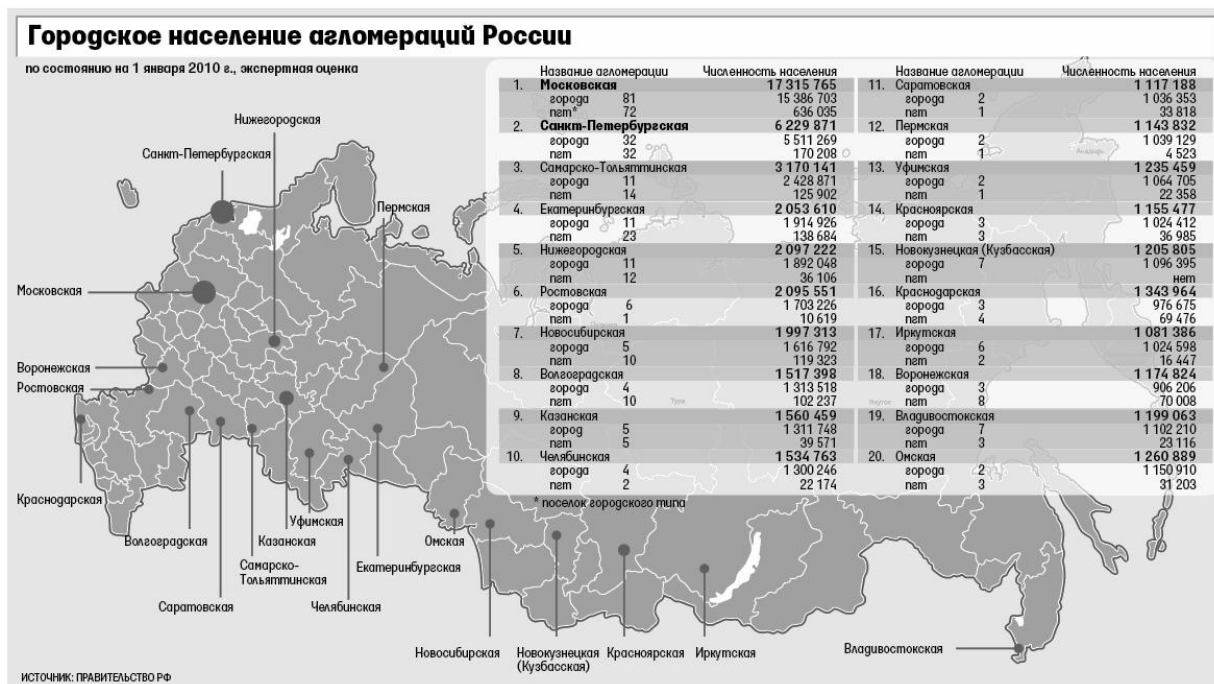 Городское население агломераций России
по состоянию на 1 января 2010 г., экспертная оценка
Название агломерации Численность населения
1. Московская 17 315 765
города 81 15 386 703
пгт* 72 636 035
2. Санкт-Петербургская 6 229 871
города 32 5 511 269
пгт 32 170 208
3. Самарско-Тольяттинская 3 170 141
города 11 2 428 871
пгт 14 125 902
4. Екатеринбургская 2 053 610
города 11 1 914 926
пгт 23 138 684
5. Нижегородская 2 097 222
города 11 1 892 048
пгт 12 36 106
6. Ростовская 2 095 551
города 6 1 703 226
пгт 1 10 619
7. Новосибирская 1 997 313
города 5 1 616 792
пгт 10 119 323
8. Волгоградская 1 517 398
города 4 1 313 518
пгт 10 102 237
9. Казанская 1 560 459
города 5 1 311 748
пгт 5 39 571
10. Челябинская 1 534 763
города 4 1 300 246
пгт 2 22 174
Название агломерации Численность населения
11. Саратовская 1 117 188
города 2 1 036 353
пгт 1 33 818
12. Пермская 1 143 832
города 2 1 039 129
пгт 1 4 523
13. Уфимская 1 235 459
города 2 1 064 705
пгт 1 22 358
14. Красноярская 1 155 477
города 3 1 024 412
пгт 3 36 985
15. Новокузнецкая (Кузбасская) 1 205 805
города 7 1 096 395
пгт нет
16. Краснодарская 1 343 964
города 3 976 675
пгт 4 69 476
17. Иркутская 1 081 386
города 6 1 024 598
пгт 2 16 447
18. Воронежская 1 174 824
города 3 906 206
пгт 8 70 008
19. Владивостокская 1 199 063
города 7 1 102 210
пгт 3 23 116
20. Омская 1 260 889
города 2 1 150 910
пгт 3 31 203
* поселок городского типа
Нижегородская
Санкт-Петербургская
Пермская
Московская
Воронежская
Ростовская
Краснодарская
Волгоградская
Саратовская
Самарско-
Тольяттинская
Казанская
Уфимская
Челябинская
Екатеринбургская
Омская
Новосибирская
Новокузнецкая
(Кузбасская)
Красноярская
Иркутская
Владивостокская
ИСТОЧНИК: ПРАВИТЕЛЬСТВО РФ